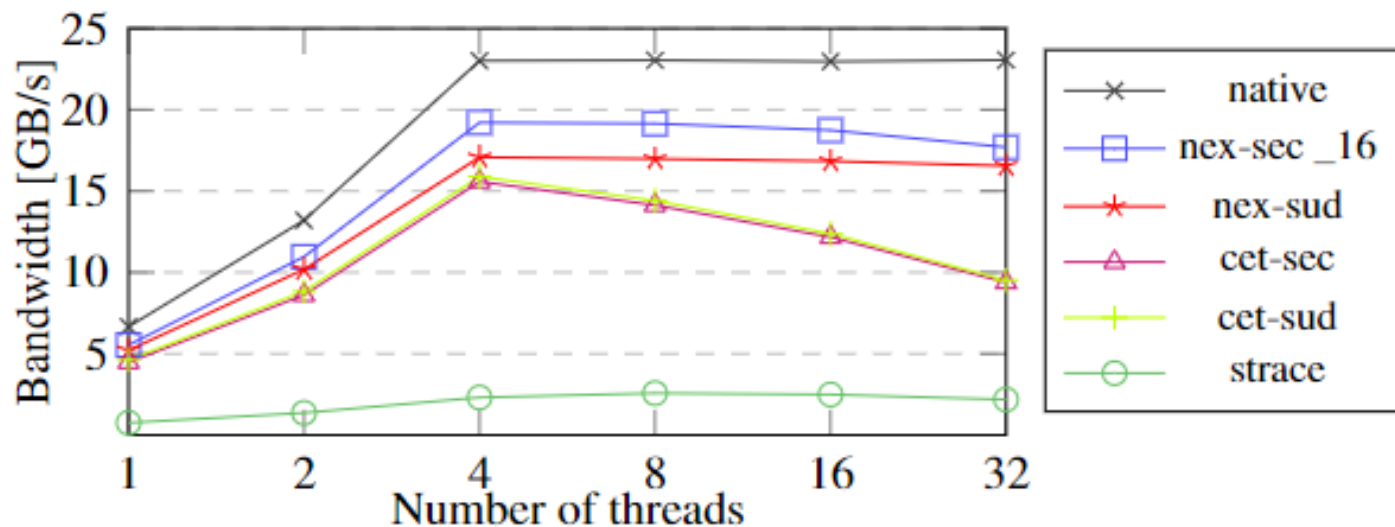 25
20
15
10
5
Bandwidth [GB/s]
1 2 4 8 16 32
Number of threads
native
nex-sec _16
nex-sud
cet-sec
cet-sud
strace